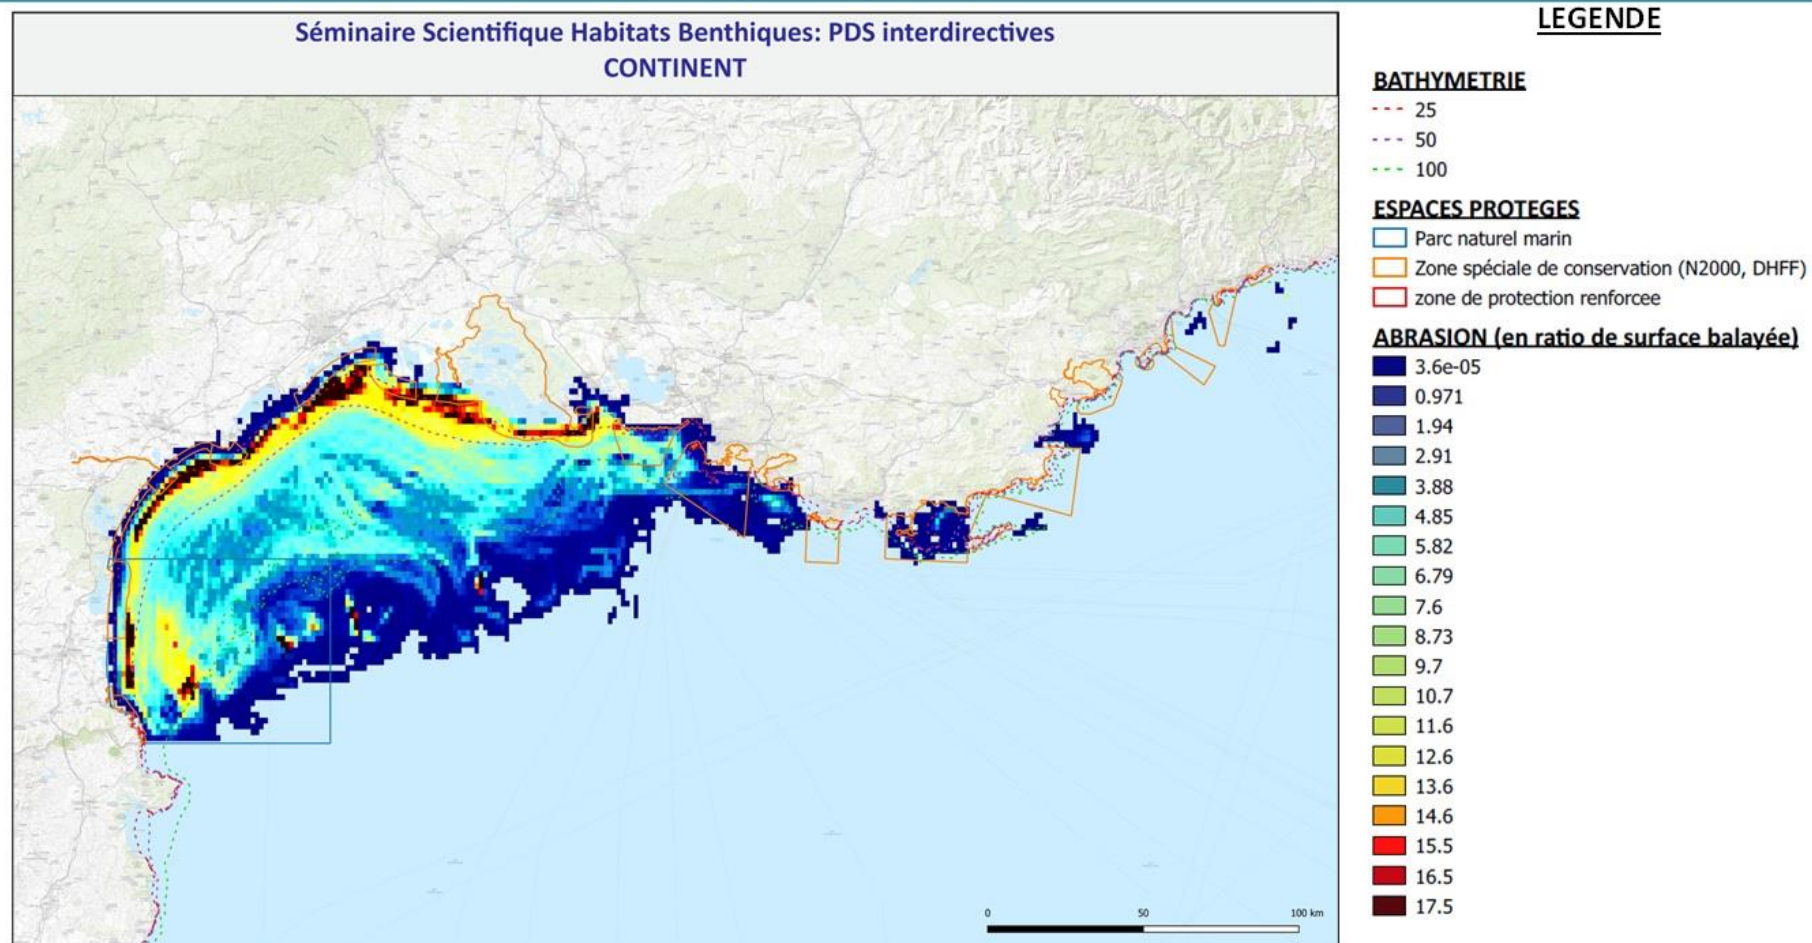 Séminaire Scientifique Habitats Benthiques: PDS interdirectives
CONTINENT
0 50 100 km
LEGENDE
BATHYMETRIE
25
50
100
ESPACES PROTEGES
Parc naturel marin
Zone spéciale de conservation (N2000, DHFF)
zone de protection renforcee
ABRASION (en ratio de surface balayée)
3.6e-05
0.971
1.94
2.91
3.88
4.85
5.82
6.79
7.6
8.73
9.7
10.7
11.6
12.6
13.6
14.6
15.5
16.5
17.5